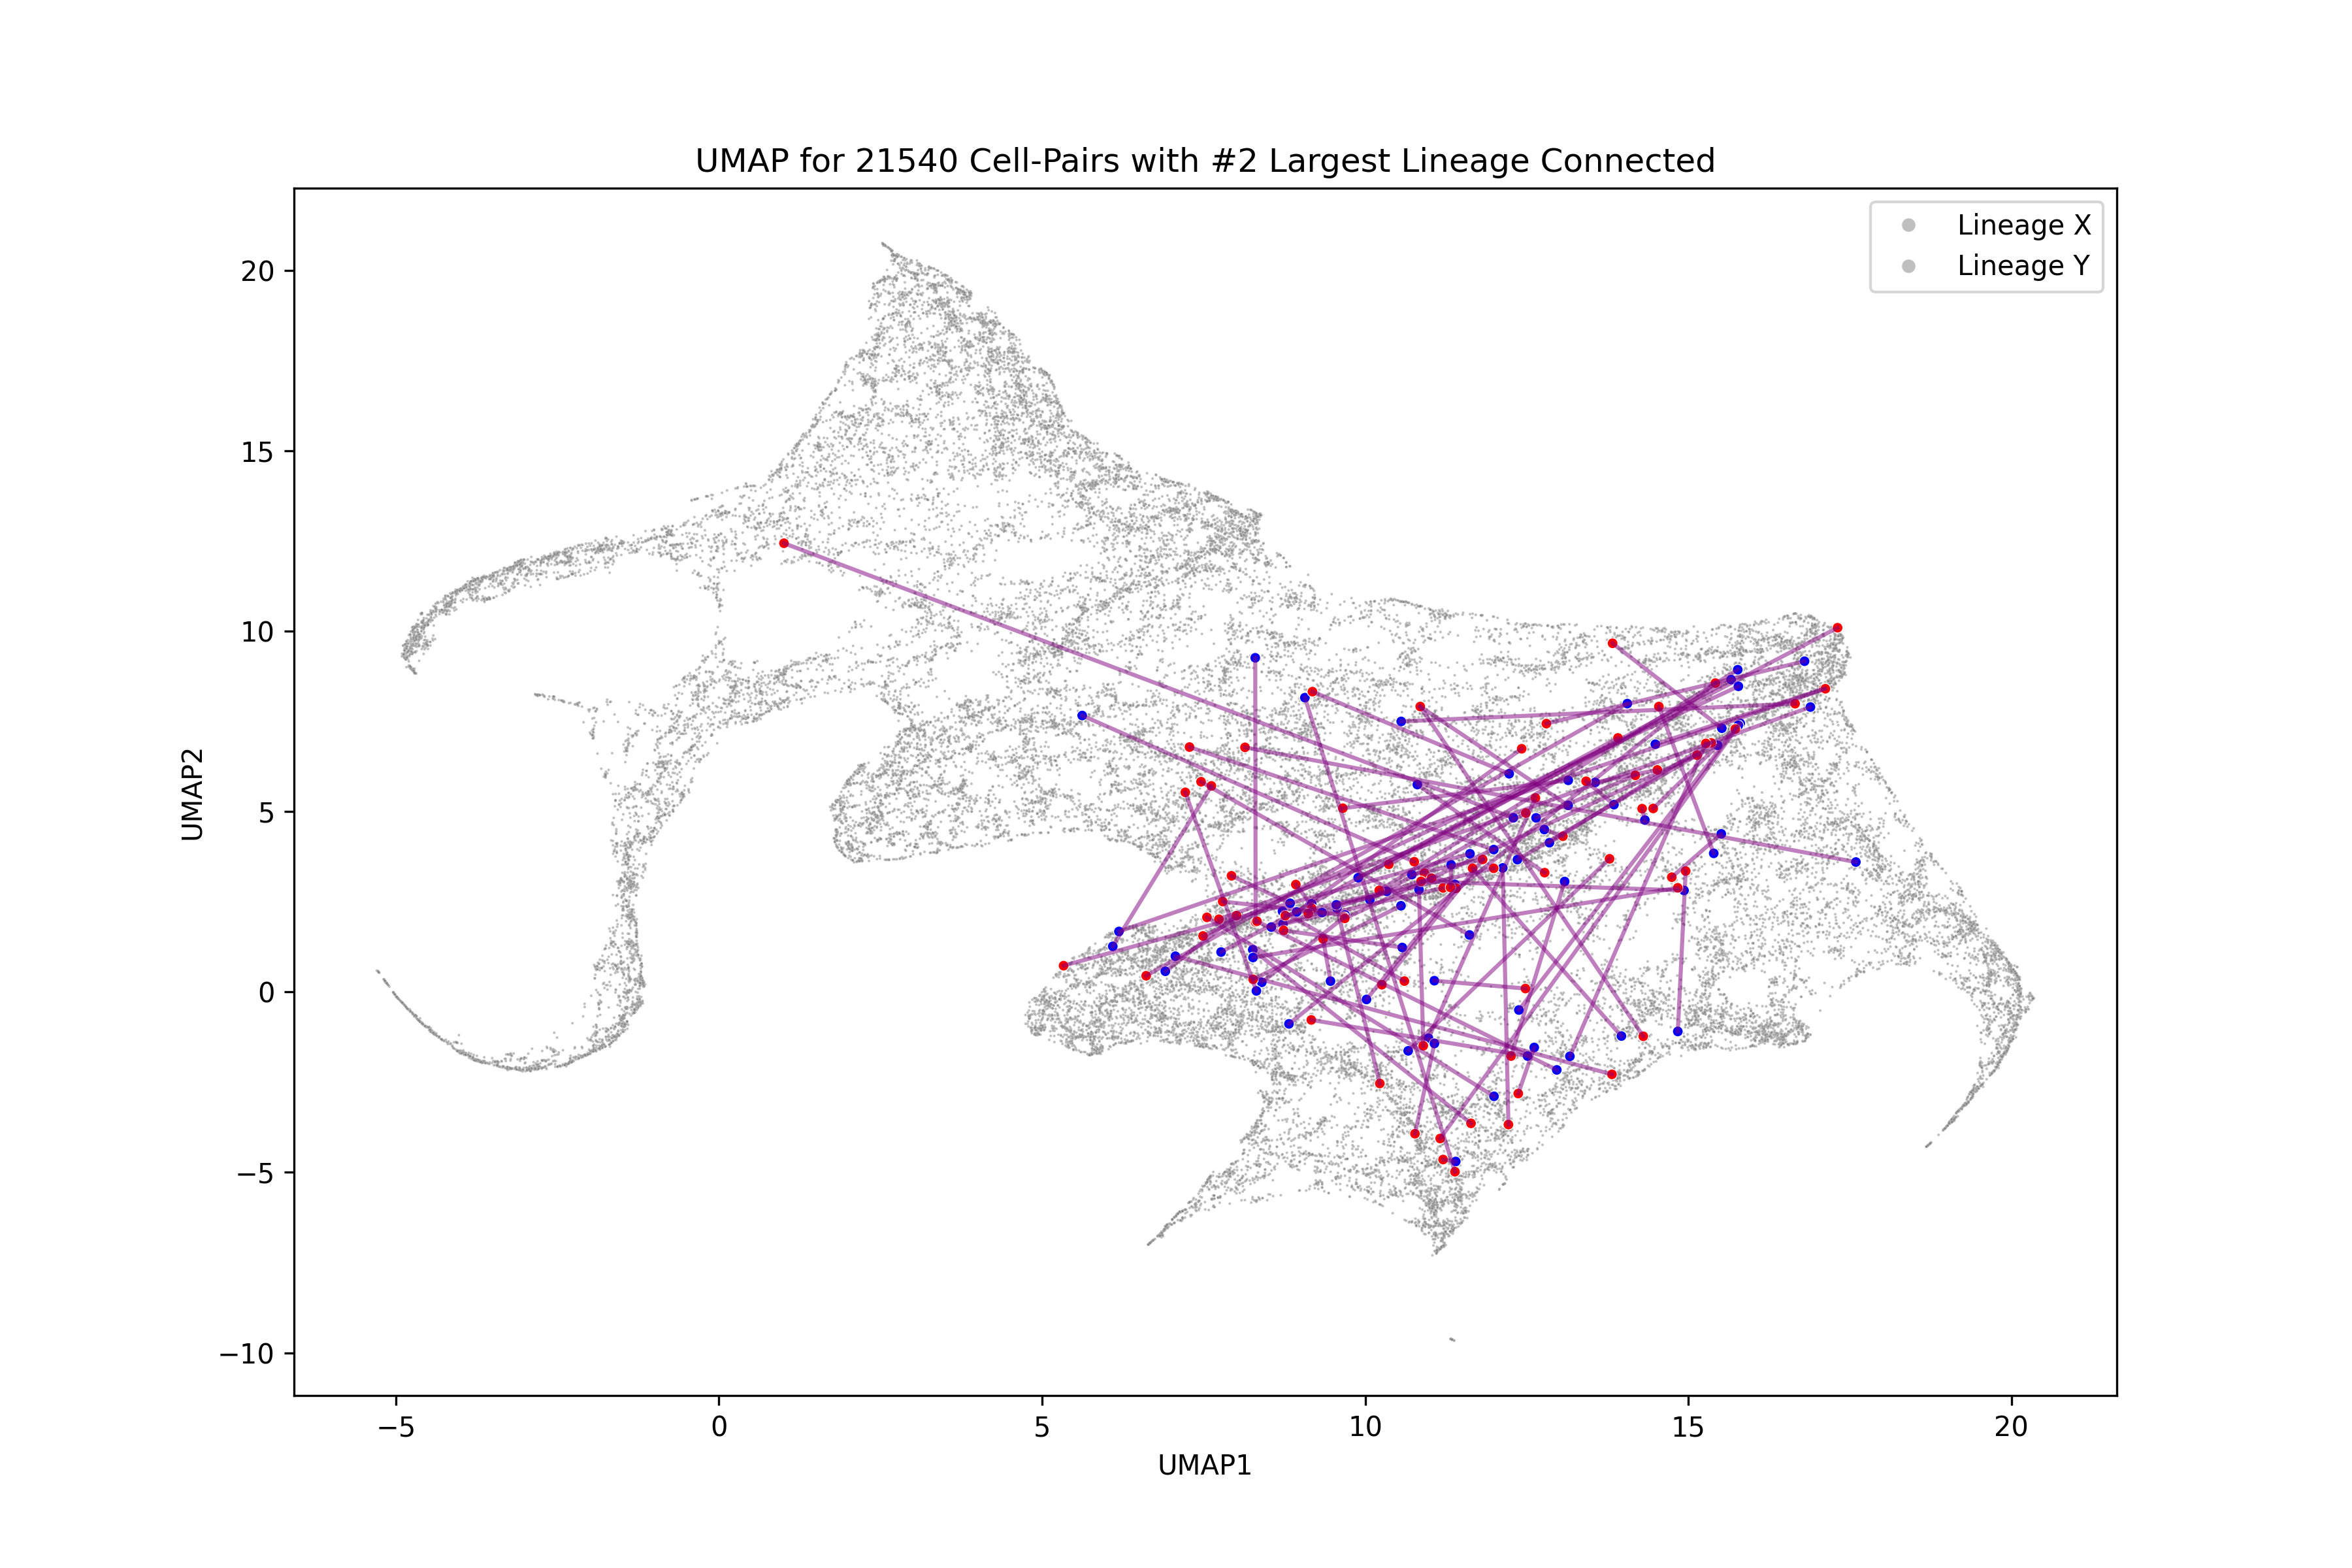 UMAP for 21540 Cell-Pairs with #2 Largest Lineage Connected
Lineage X
Lineage Y
20
15
10
5
0
−5
−10
UMAP2
−5
0
5
10
15
20
UMAP1